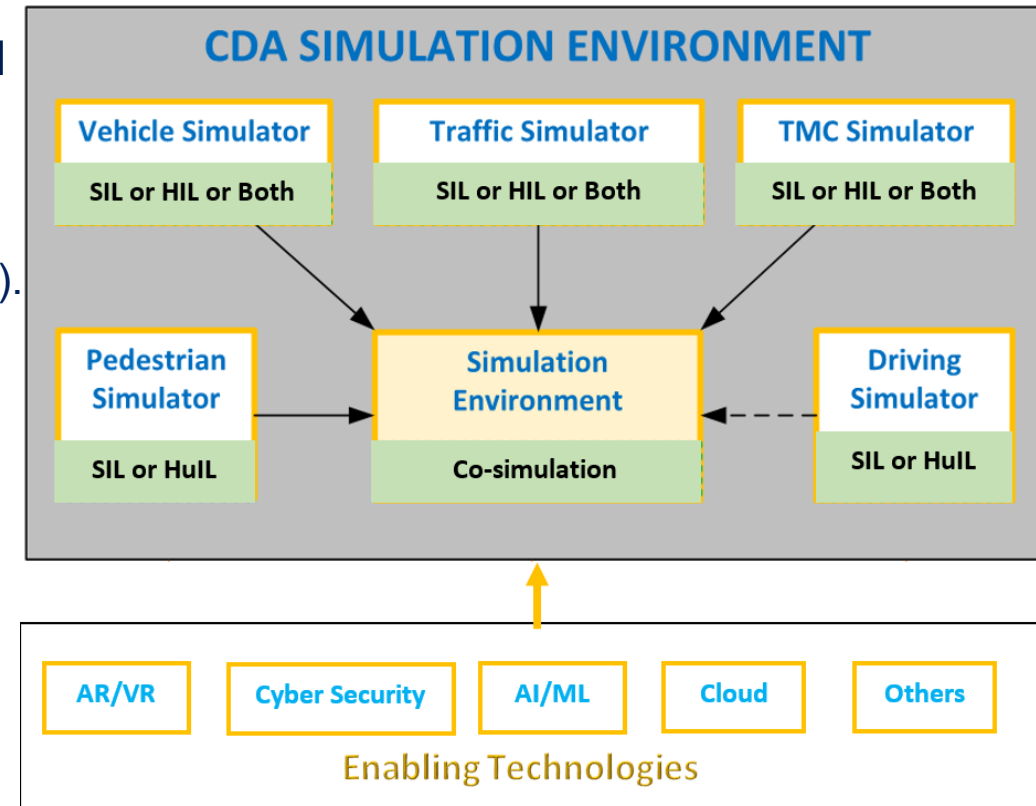 CDA SIMULATION ENVIRONMENT
Vehicle Simulator
SIL or HIL or Both
Traffic Simulator
SIL or HIL or Both
TMC Simulator
SIL or HIL or Both
).
Pedestrian
Simulator
SIL or HuIL
Simulation
Environment
Co-simulation
Driving
Simulator
SIL or HuIL
AR/VR
Cyber Security
AI/ML
Cloud
Others
Enabling Technologies